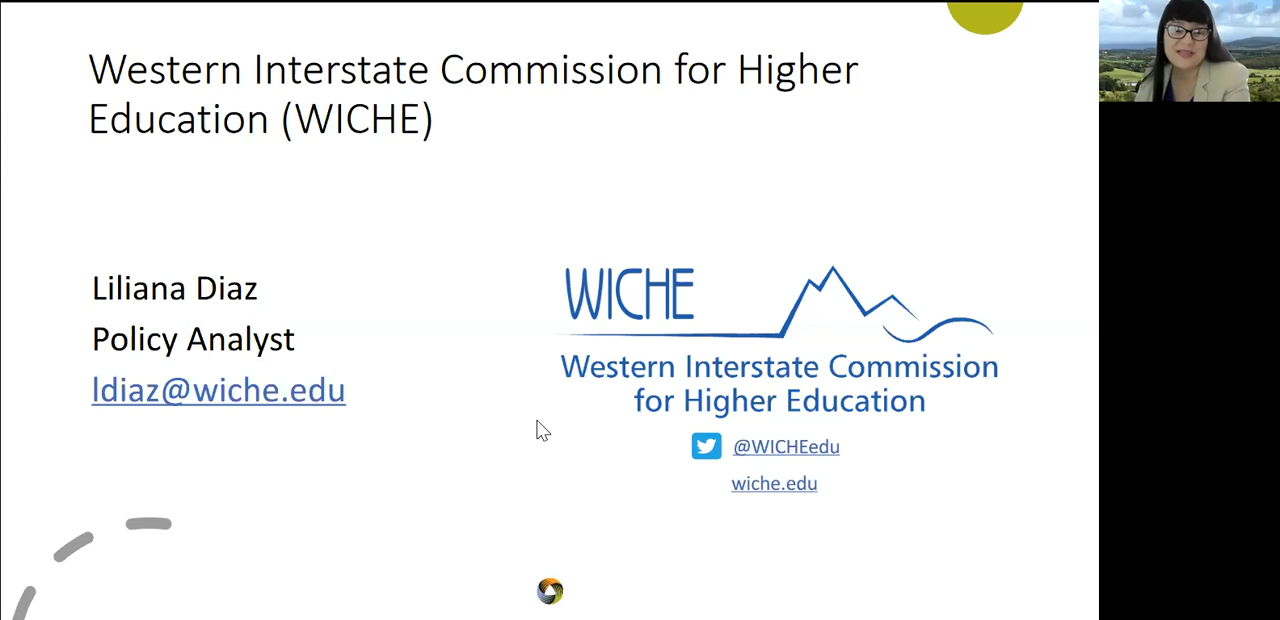 Western Interstate Commission for Higher
Education (WICHE)
Liliana Diaz
Policy Analyst
ldiaz@wiche.edu
WICHE
Western Interstate Commission
for Higher Education
@WICHEedu
wiche.edu